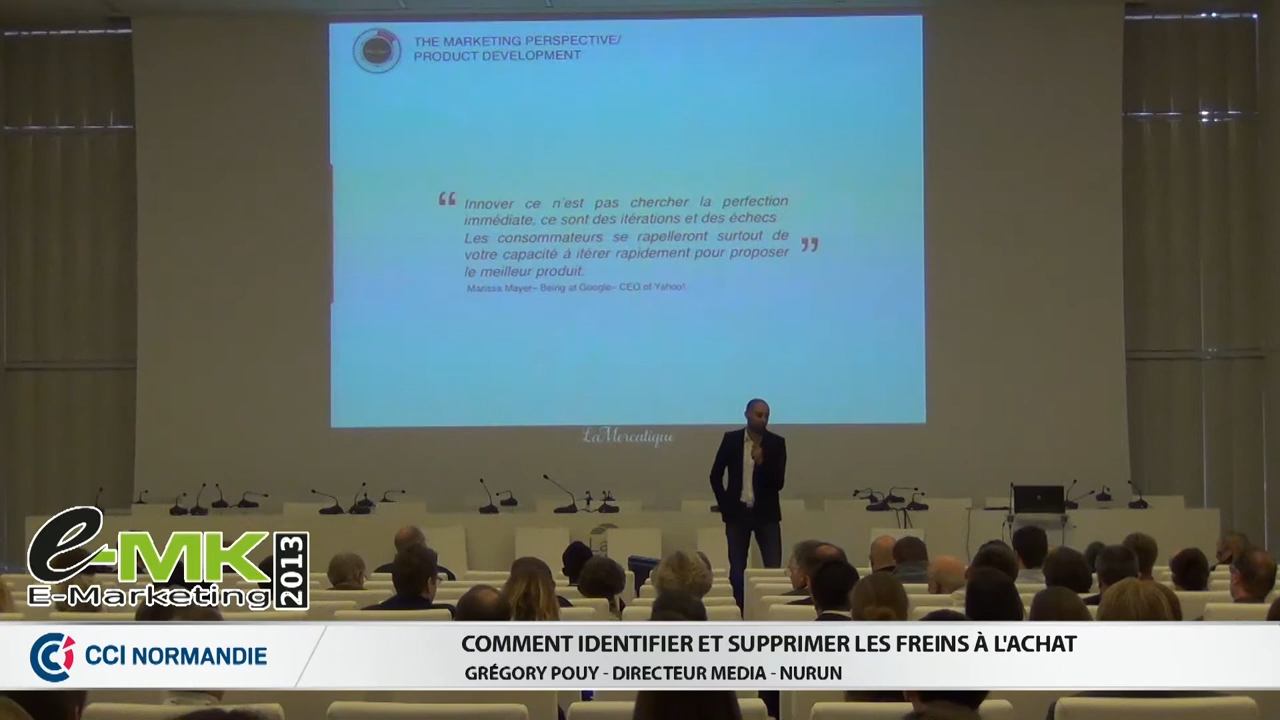 THE MARKETING PERSPECTIVE/
PRODUCT DEVELOPMENT
“ Innover ce n'est pas chercher la perfection
immédiate, ce sont des itérations et des échecs
Les consommateurs se rapelleront surtout de
votre capacité à itérer rapidement pour proposer
le meilleur produit. ”
Marissa Mayer– Being at Google– CEO of Yahoo!
LaMercatique
e-MK
E-Marketing
2013
CCI NORMANDIE
COMMENT IDENTIFIER ET SUPPRIMER LES FREINS À L'ACHAT
GRÉGORY POUY - DIRECTEUR MEDIA - NURUN